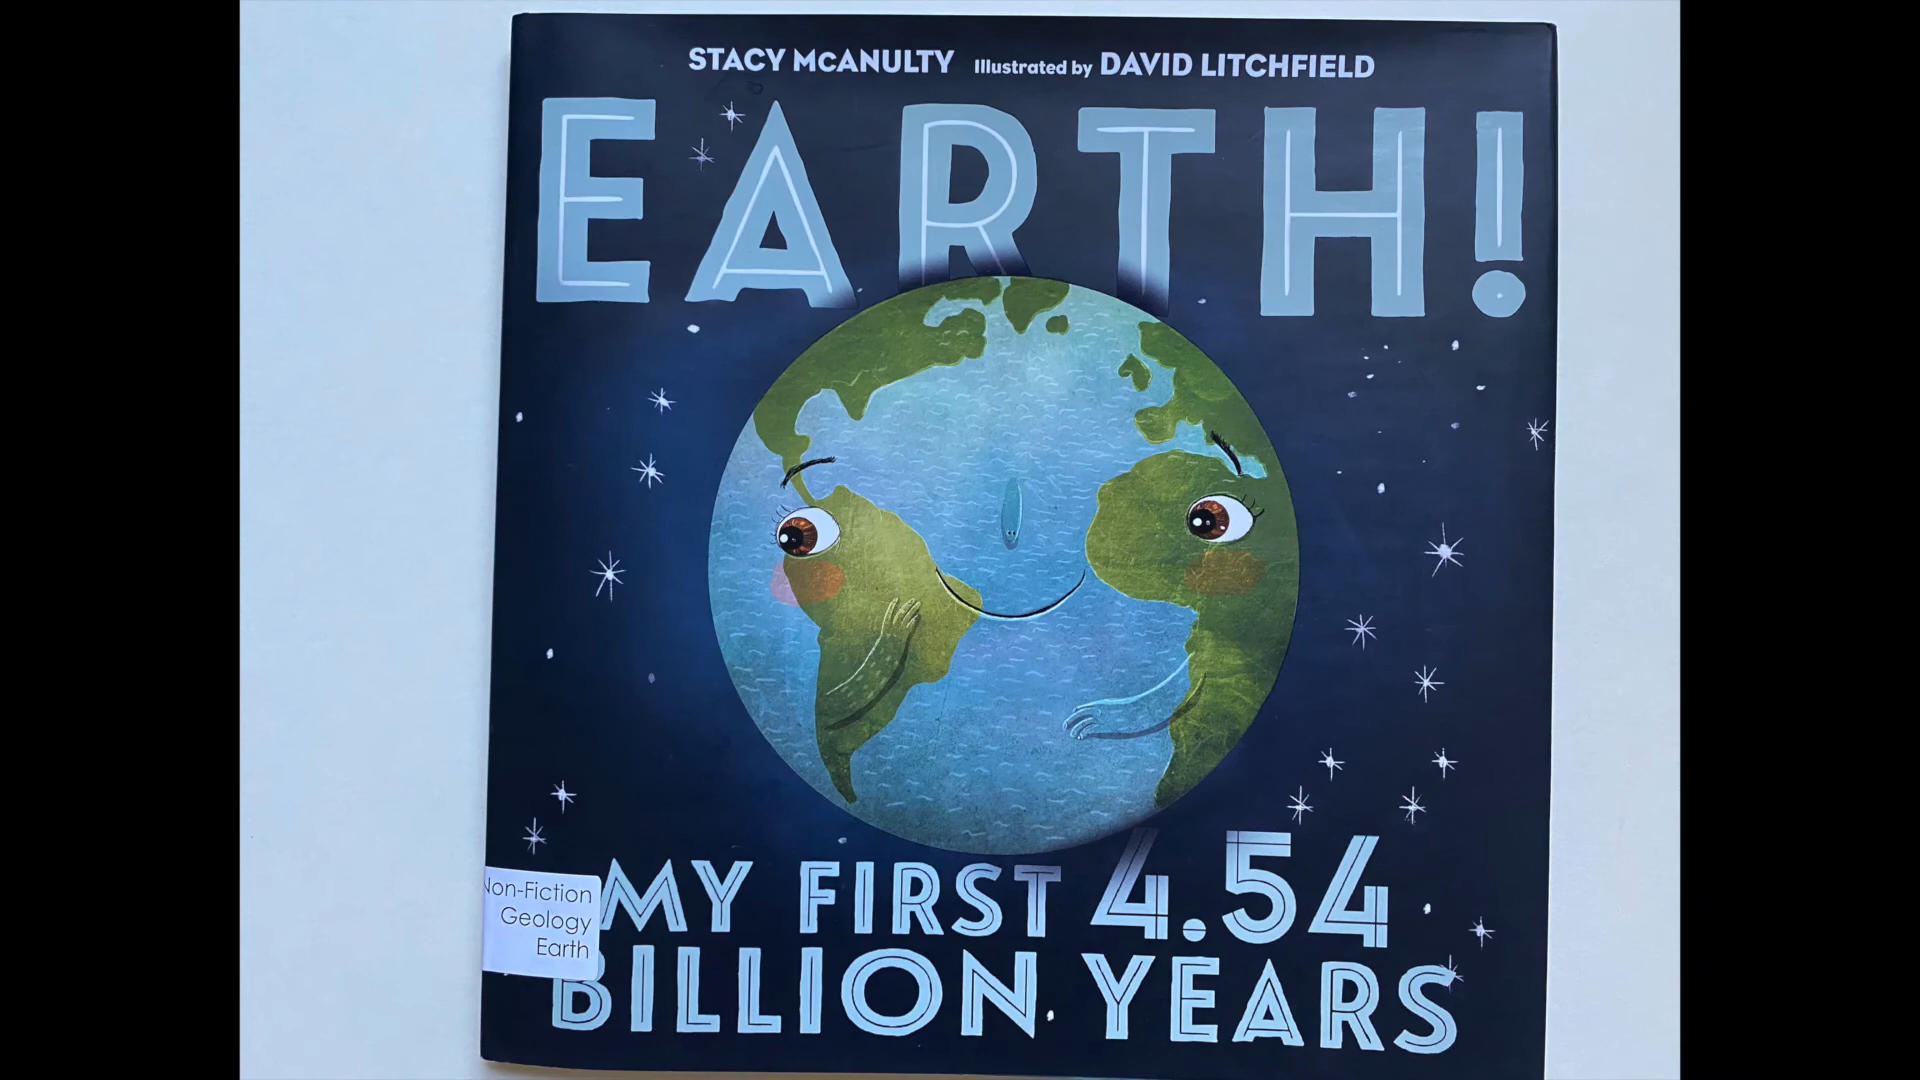 STACY McANULTY Illustrated by DAVID LITCHFIELD
EARTH!
MY FIRST 4.54
BILLION YEARS
Non-Fiction
Geology
Earth